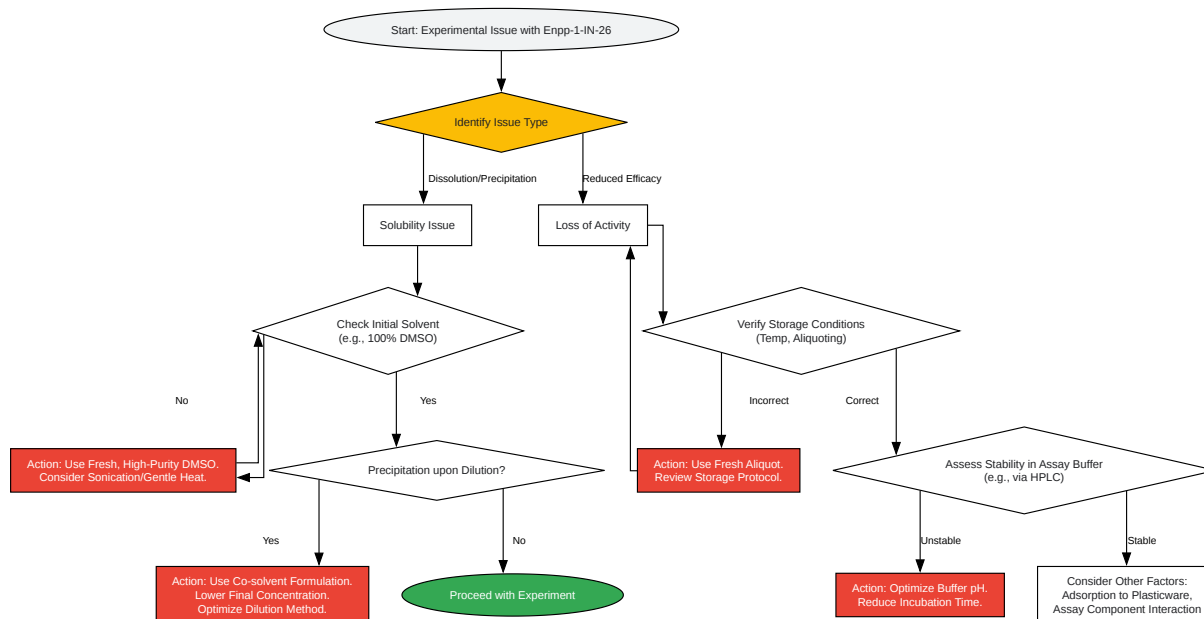 Start: Experimental Issue with Enpp-1-IN-26
Identify Issue Type
Dissolution/Precipitation
Reduced Efficacy
Solubility Issue
Loss of Activity
Check Initial Solvent
(e.g., 100% DMSO)
Verify Storage Conditions
(Temp, Aliquoting)
No
Yes
Incorrect
Correct
Action: Use Fresh, High-Purity DMSO.
Consider Sonication/Gentle Heat.
Precipitation upon Dilution?
Action: Use Fresh Aliquot.
Review Storage Protocol.
Assess Stability in Assay Buffer
(e.g., via HPLC)
Yes
No
Unstable
Stable
Action: Use Co-solvent Formulation.
Lower Final Concentration.
Optimize Dilution Method.
Proceed with Experiment
Action: Optimize Buffer pH.
Reduce Incubation Time.
Consider Other Factors:
Adsorption to Plasticware,
Assay Component Interaction